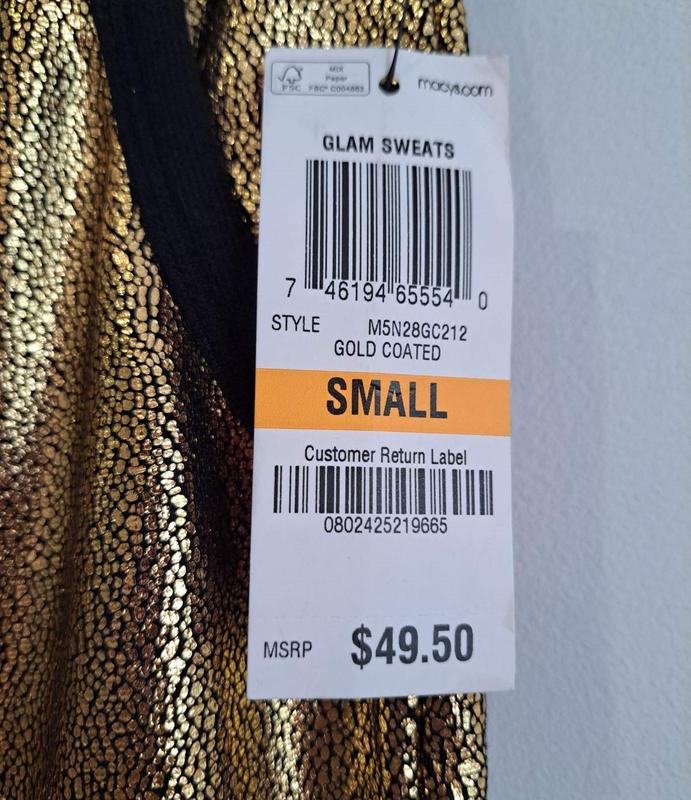 FSC
MIX
Paper
FSC® C004883
macys.com
GLAM SWEATS
7 46194 65554 0
STYLE M5N28GC212
GOLD COATED
SMALL
Customer Return Label
0802425219665
MSRP $49.50